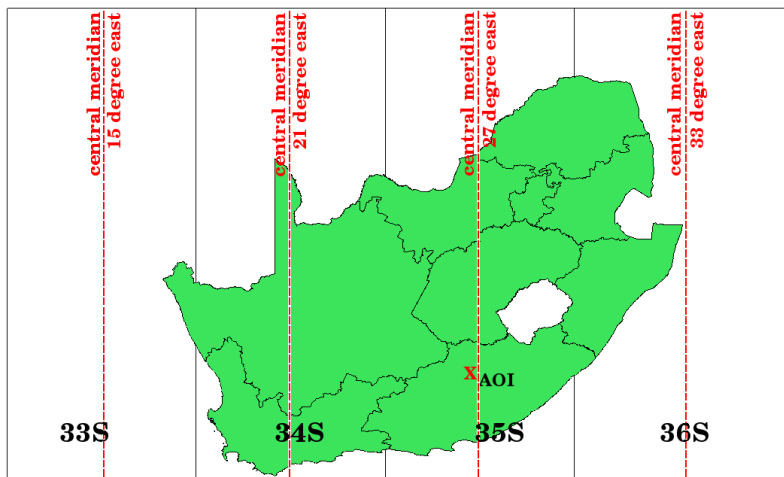 central meridian
15 degree east
central meridian
21 degree east
central meridian
27 degree east
central meridian
33 degree east
X
AOI
33S
34S
35S
36S